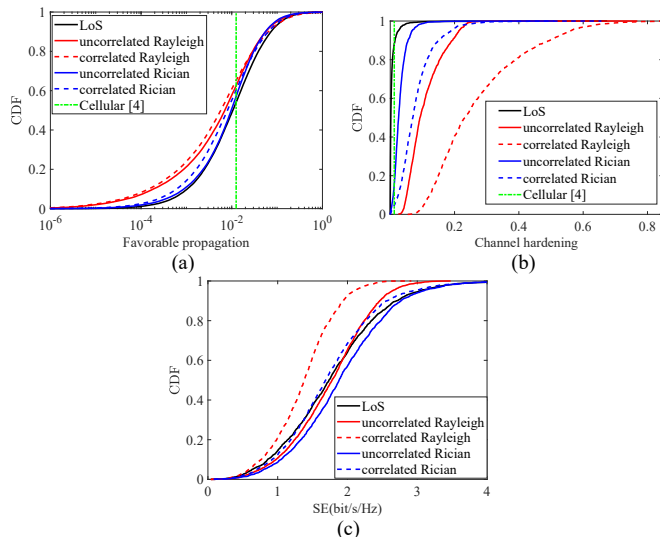 1
0.8
0.6
0.4
0.2
0
CDF
LoS
uncorrelated Rayleigh
correlated Rayleigh
uncorrelated Rician
correlated Rician
Cellular [4]
10-6 10-4 10-2 100
Favorable propagation
(a)
1
0.8
0.6
0.4
0.2
0
CDF
LoS
uncorrelated Rayleigh
correlated Rayleigh
uncorrelated Rician
correlated Rician
Cellular [4]
0.2 0.4 0.6 0.8
Channel hardening
(b)
1
0.8
0.6
0.4
0.2
0
CDF
LoS
uncorrelated Rayleigh
correlated Rayleigh
uncorrelated Rician
correlated Rician
0 1 2 3 4
SE(bit/s/Hz)
(c)